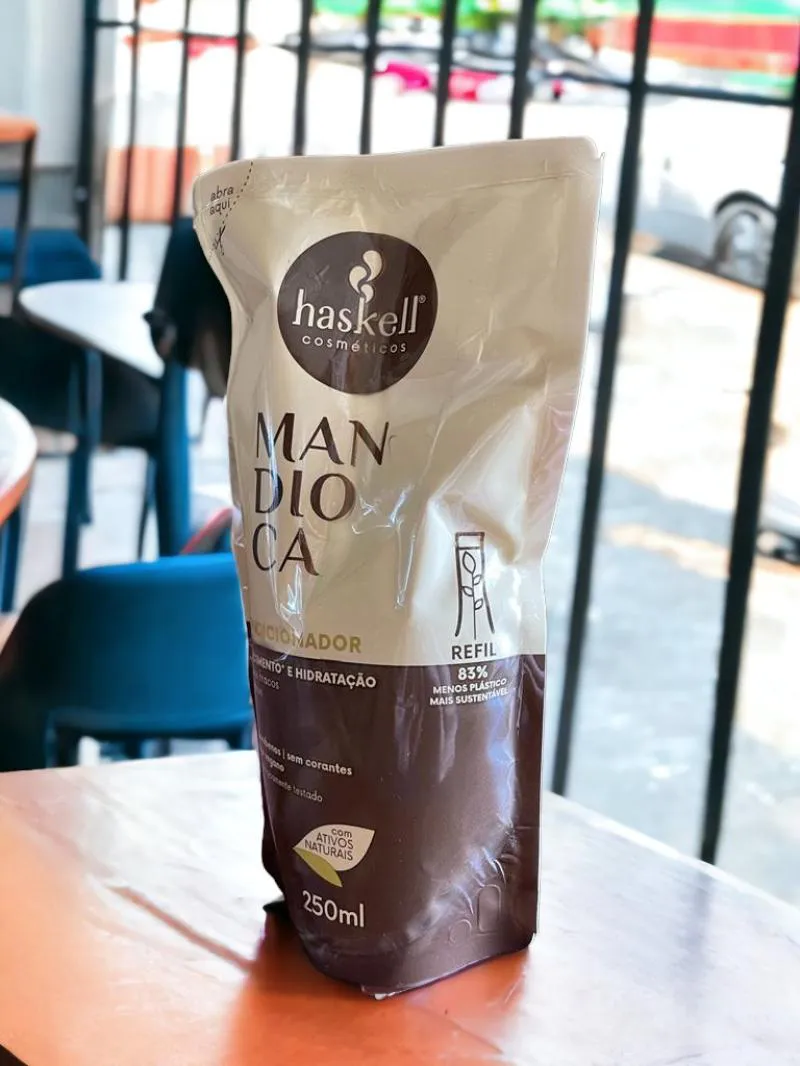 abra
aqui
haskell®
cosméticos
MAN
DIO
CA
REFIL
83%
MENOS PLÁSTICO
MAIS SUSTENTÁVEL
E HIDRATAÇÃO
sem corantes
testado
com
ATIVOS
NATURAIS
250ml